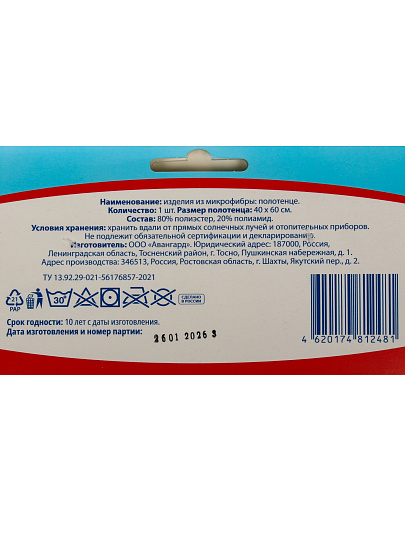 Наименование: изделия из микрофибры: полотенце.
Количество: 1 шт. Размер полотенца: 40 х 60 см.
Состав: 80% полиэстер, 20% полиамид.
Условия хранения: хранить вдали от прямых солнечных лучей и отопительных приборов.
Не подлежит обязательной сертификации и декларированию.
Изготовитель: ООО «Авангард». Юридический адрес: 187000, Россия,
Ленинградская область, Тосненский район, г. Тосно, Пушкинская набережная, д. 1.
Адрес производства: 346513, Россия, Ростовская область, г. Шахты, Якутский пер., д. 2.
ТУ 13.92.29-021-56176857-2021
21
PAP
30°
СДЕЛАНО
В РОССИИ
Срок годности: 10 лет с даты изготовления.
Дата изготовления и номер партии:
2601 2026 3
4 620174 812481